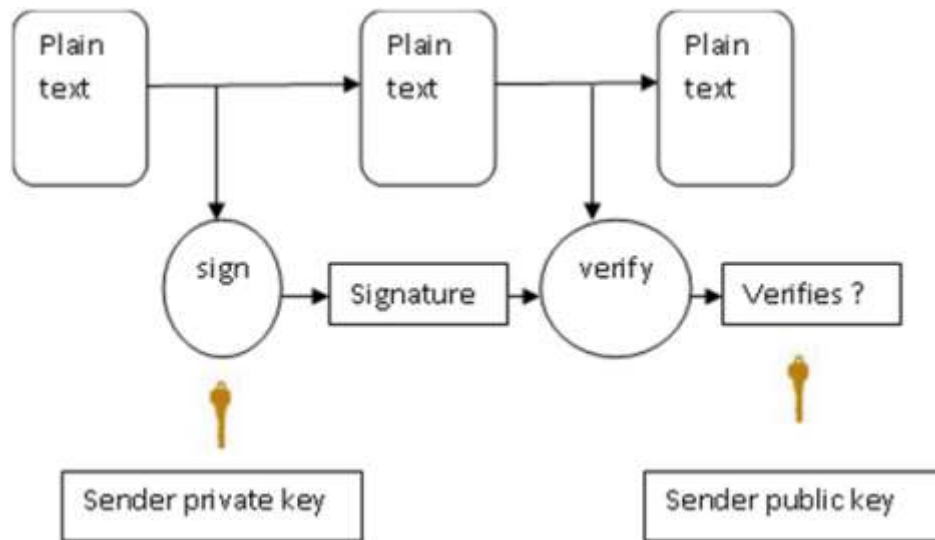 Plain
text
Plain
text
Plain
text
sign
Signature
verify
Verifies ?
Sender private key
Sender public key